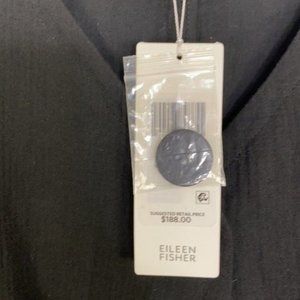 SUGGESTED RETAIL PRICE
$188.00
EILEEN
FISHER